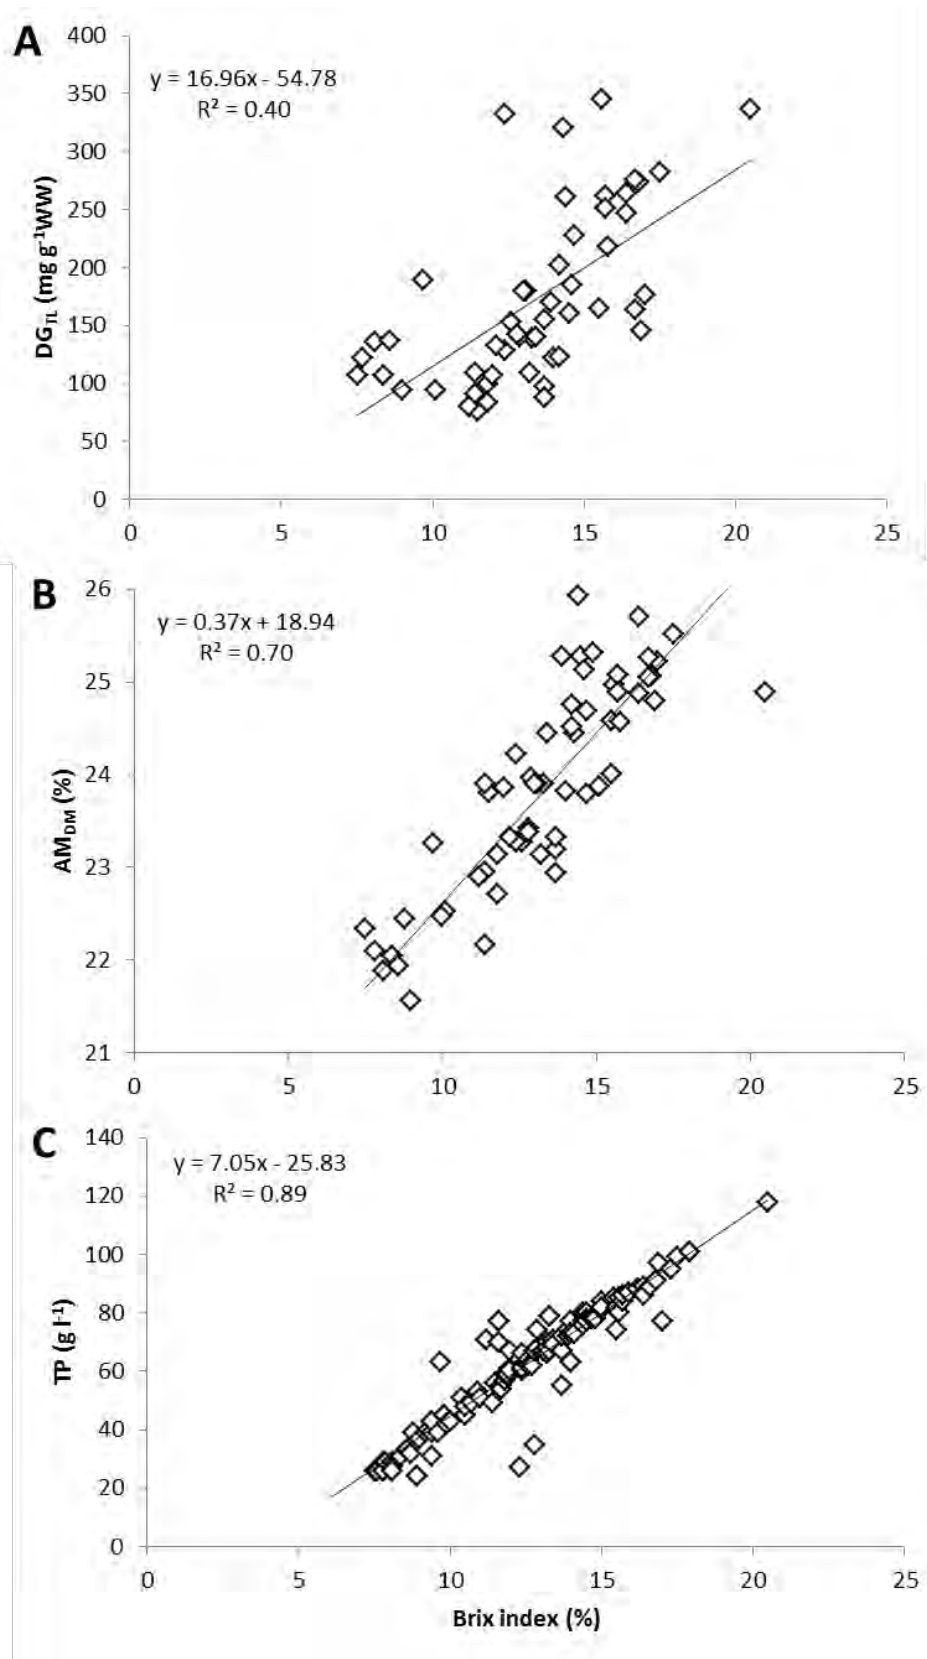 A
400
350
300
250
200
150
100
50
0
y = 16.96x - 54.78
R² = 0.40
DG_TL (mg g⁻¹WW)
0 5 10 15 20 25
B
26
25
24
23
22
21
y = 0.37x + 18.94
R² = 0.70
AM_DM (%)
0 5 10 15 20 25
C
140
120
100
80
60
40
20
0
y = 7.05x - 25.83
R² = 0.89
TP (g l⁻¹)
0 5 10 15 20 25
Brix index (%)